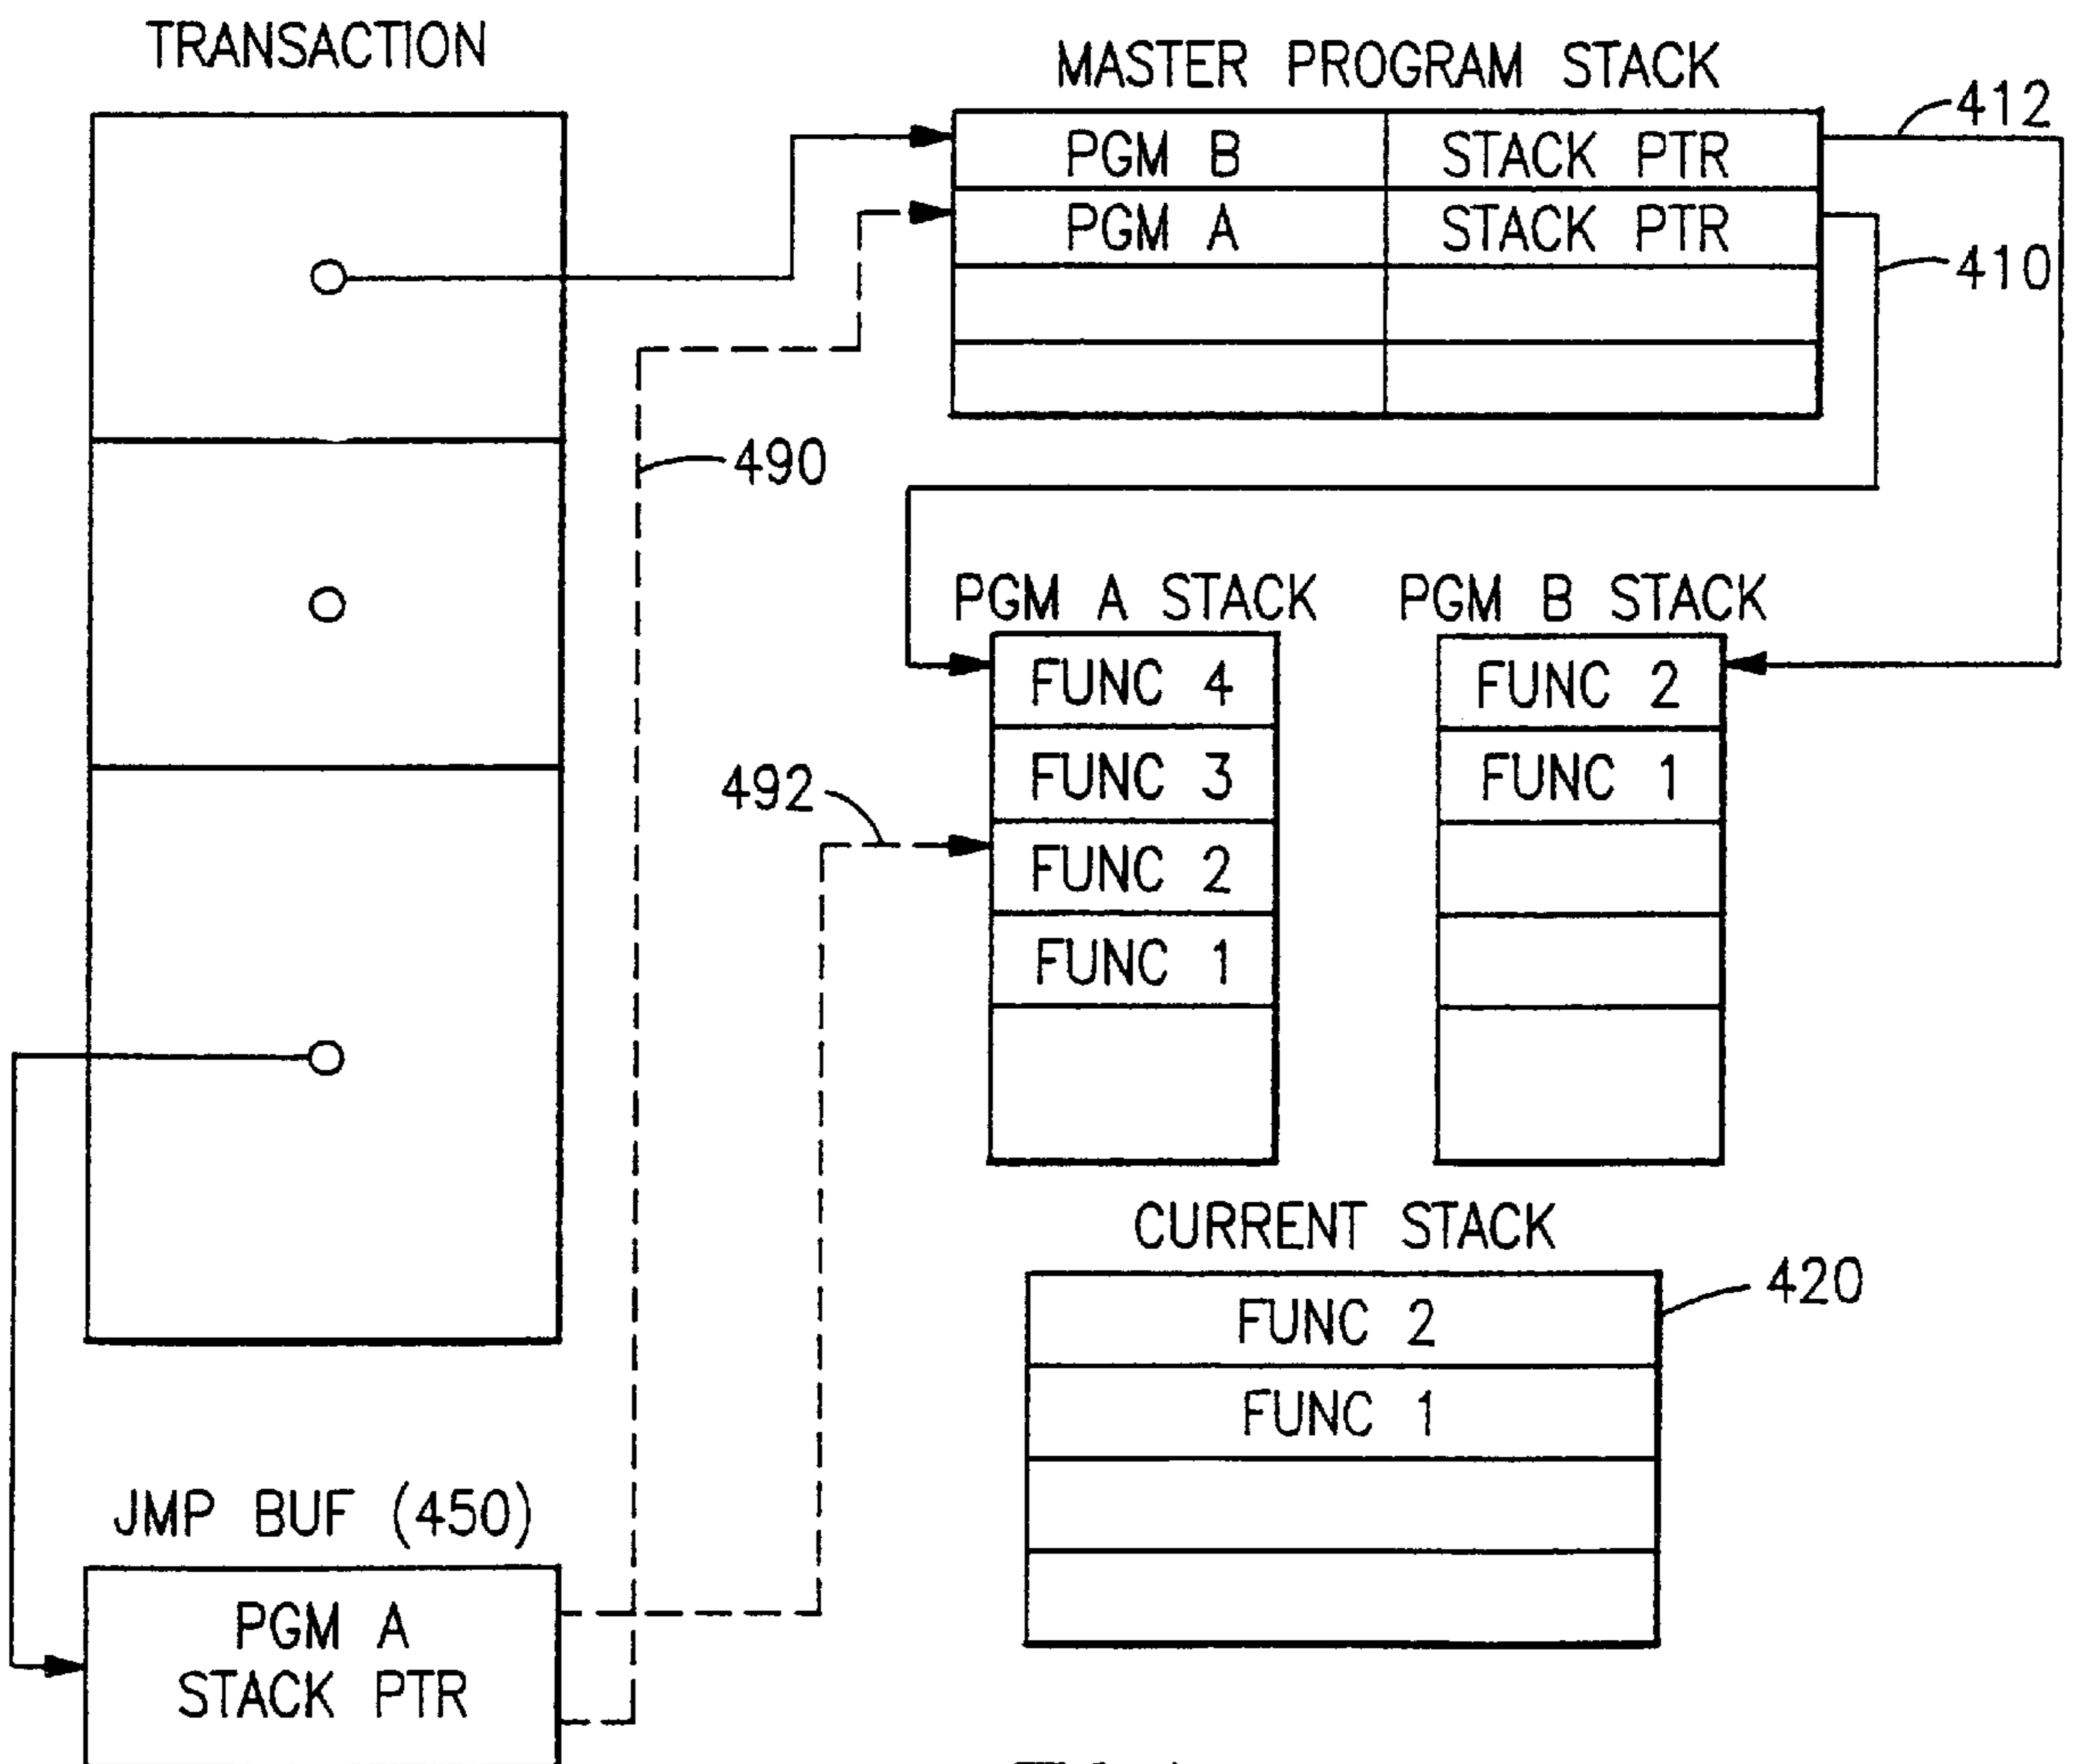 TRANSACTION
MASTER PROGRAM STACK
412
PGM B STACK PTR
PGM A STACK PTR
410
490
PGM A STACK
PGM B STACK
FUNC 4
FUNC 3
FUNC 2
FUNC 1
FUNC 2
FUNC 1
492
CURRENT STACK
420
FUNC 2
FUNC 1
JMP BUF (450)
PGM A
STACK PTR